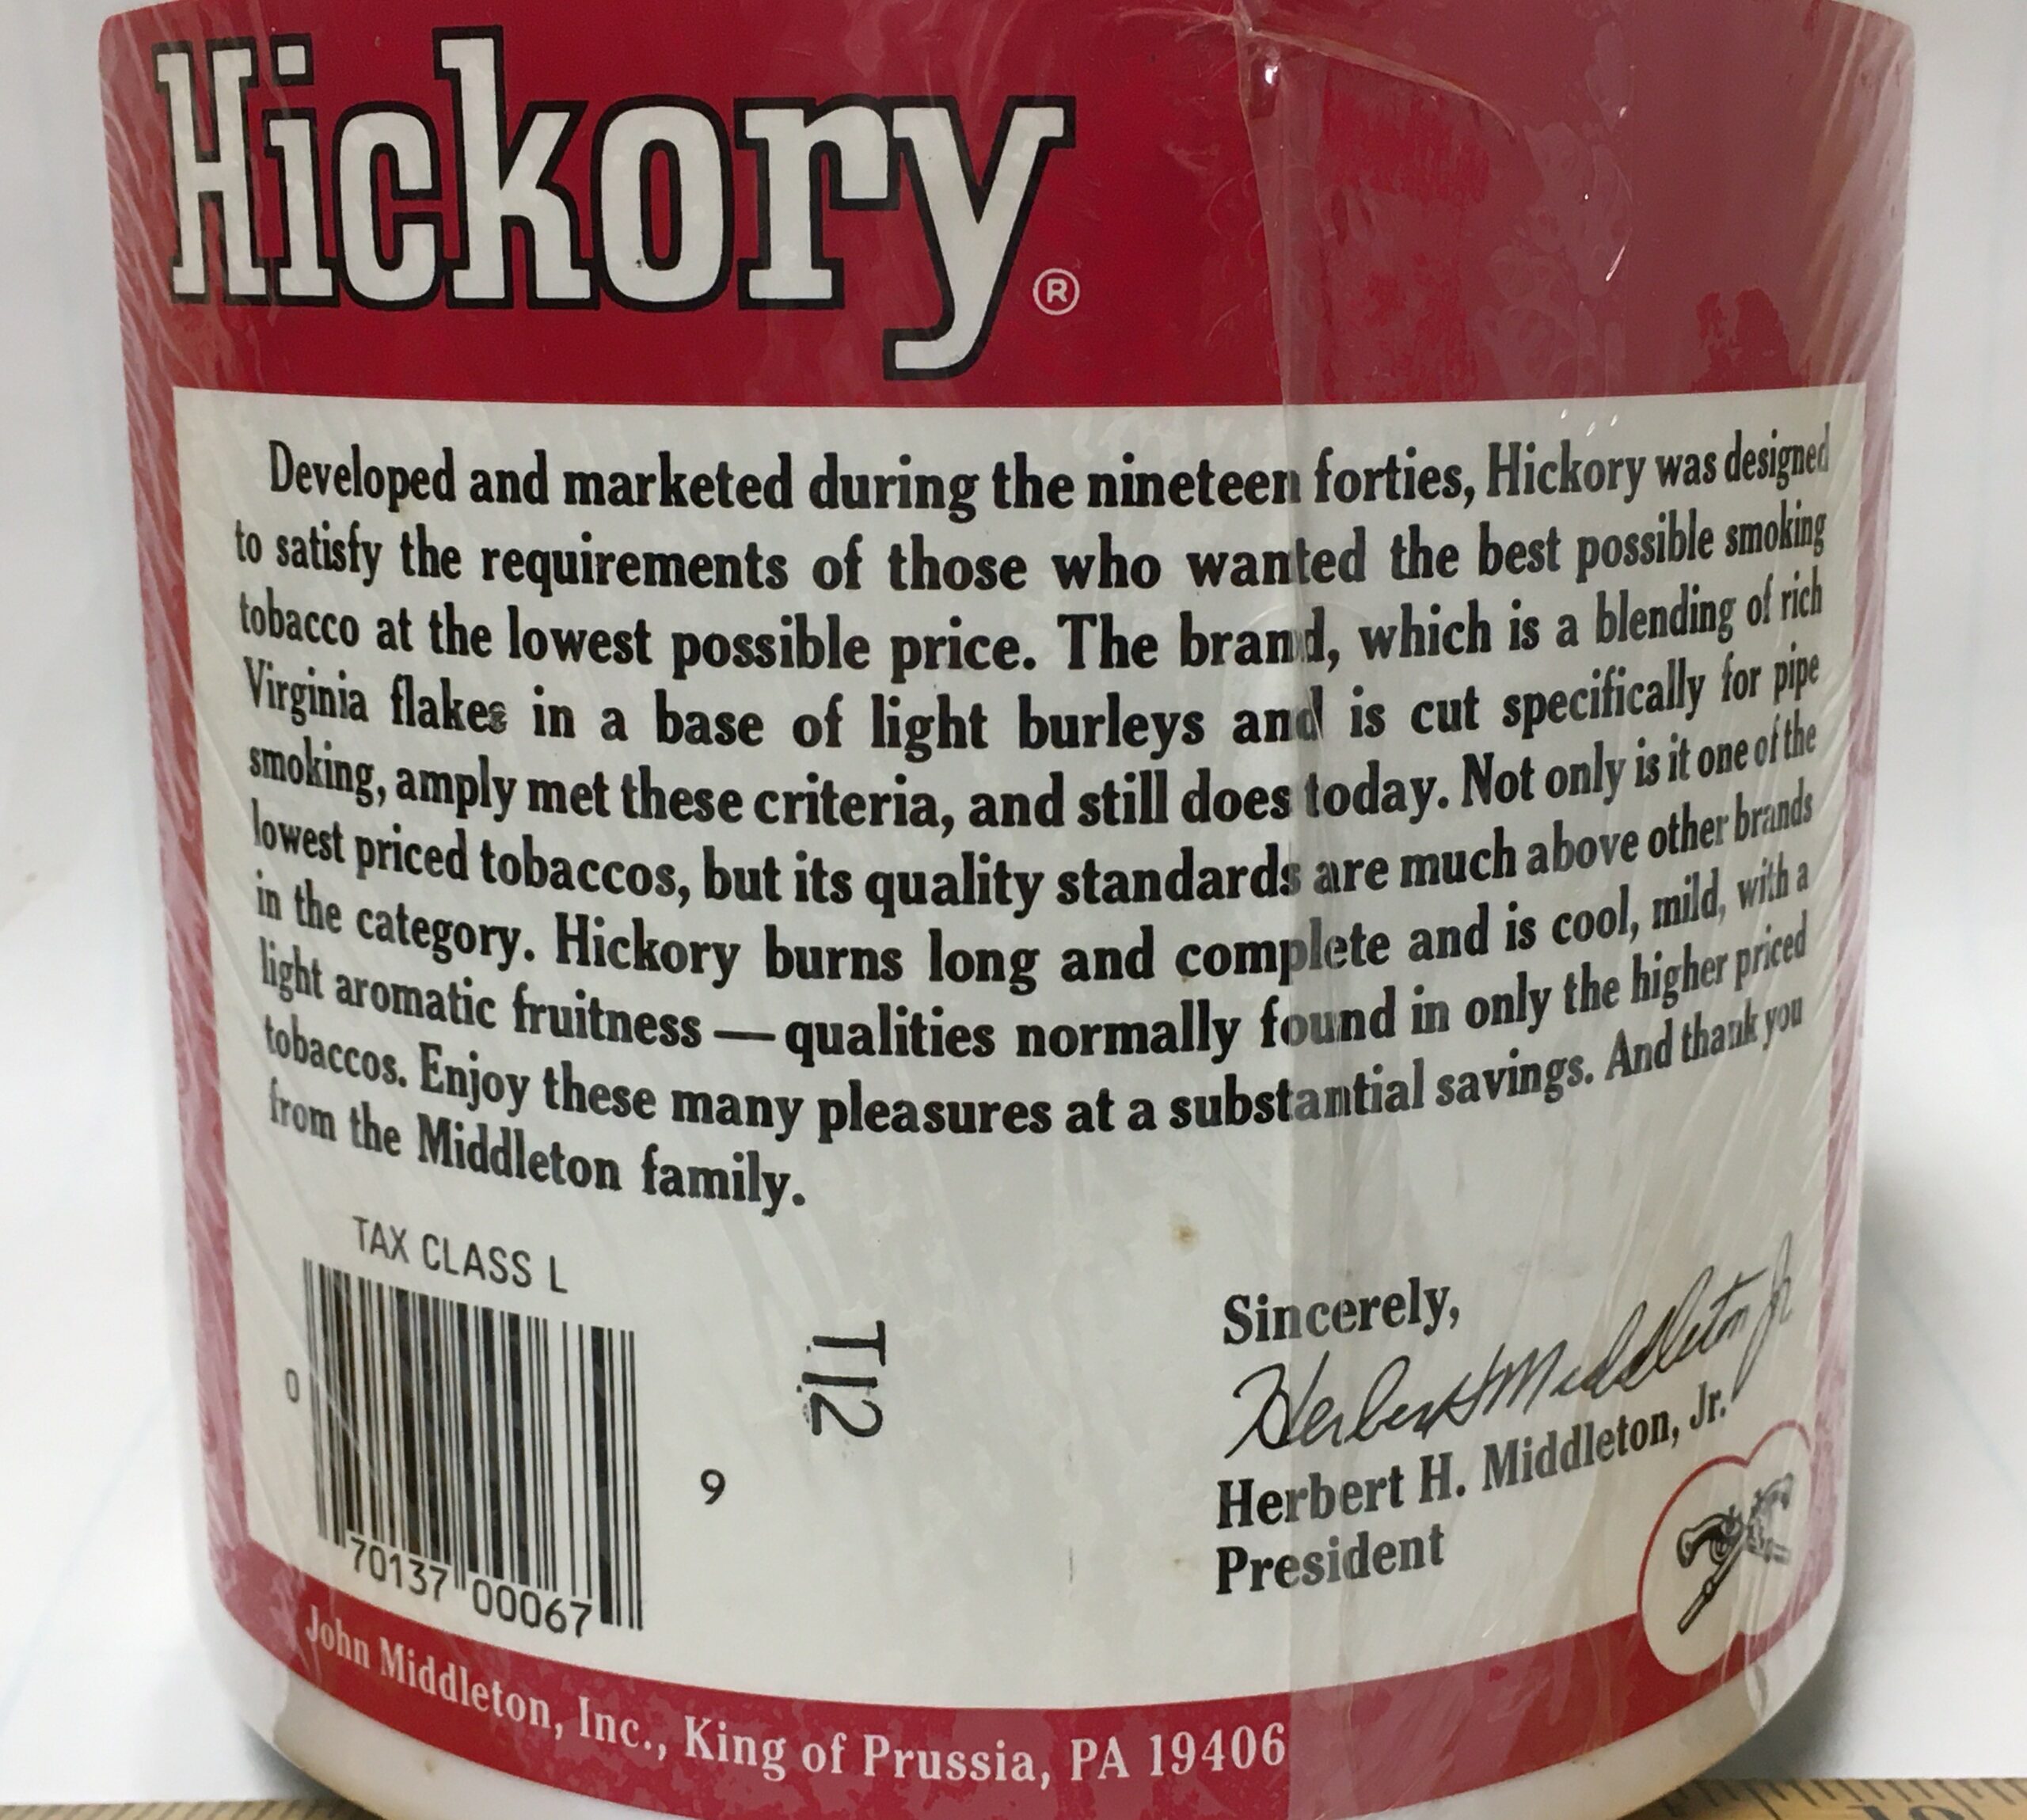 Hickory®
Developed and marketed during the nineteen forties, Hickory was designed
to satisfy the requirements of those who wanted the best possible smoking
tobacco at the lowest possible price. The brand, which is a blending of rich
Virginia flakes in a base of light burleys and is cut specifically for pipe
smoking, amply met these criteria, and still does today. Not only is it one of the
lowest priced tobaccos, but its quality standards are much above other brands
in the category. Hickory burns long and complete and is cool, mild, with a
light aromatic fruitness — qualities normally found in only the higher priced
tobaccos. Enjoy these many pleasures at a substantial savings. And thank you
from the Middleton family.
TAX CLASS L
0 70137 00067 9
T12
Sincerely,
Herbert H Middleton Jr
Herbert H. Middleton, Jr.
President
John Middleton, Inc., King of Prussia, PA 19406